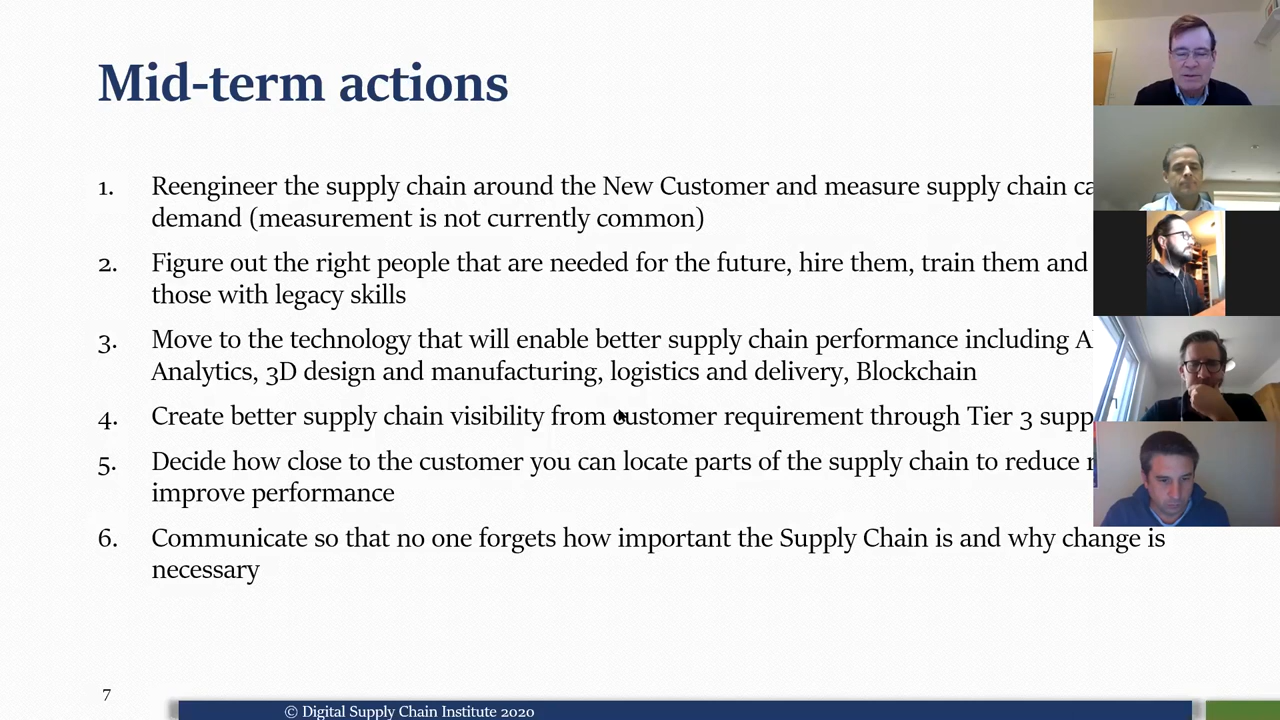 Mid-term actions
1. Reengineer the supply chain around the New Customer and measure supply chain
demand (measurement is not currently common)
2. Figure out the right people that are needed for the future, hire them, train them and
those with legacy skills
3. Move to the technology that will enable better supply chain performance including
Analytics, 3D design and manufacturing, logistics and delivery, Blockchain
4. Create better supply chain visibility from customer requirement through Tier 3
5. Decide how close to the customer you can locate parts of the supply chain to reduce
improve performance
6. Communicate so that no one forgets how important the Supply Chain is and why change is
necessary
7
© Digital Supply Chain Institute 2020